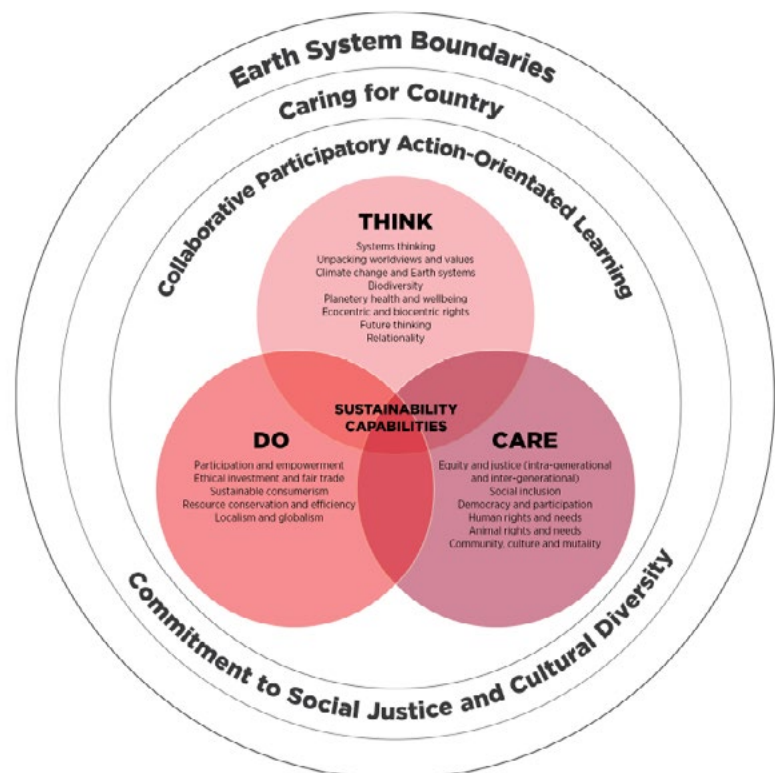 Earth System Boundaries
Caring for Country
Collaborative Participatory Action-Orientated Learning
THINK
Systems thinking
Unpacking worldviews and values
Climate change and Earth systems
Biodiversity
Planetery health and wellbeing
Ecocentric and biocentric rights
Future thinking
Relationality
SUSTAINABILITY
CAPABILITIES
DO
Participation and empowerment
Ethical investment and fair trade
Sustainable consumerism
Resource conservation and efficiency
Localism and globalism
CARE
Equity and justice (intra-generational
and inter-generational)
Social inclusion
Democracy and participation
Human rights and needs
Animal rights and needs
Community, culture and mutality
Commitment to Social Justice and Cultural Diversity